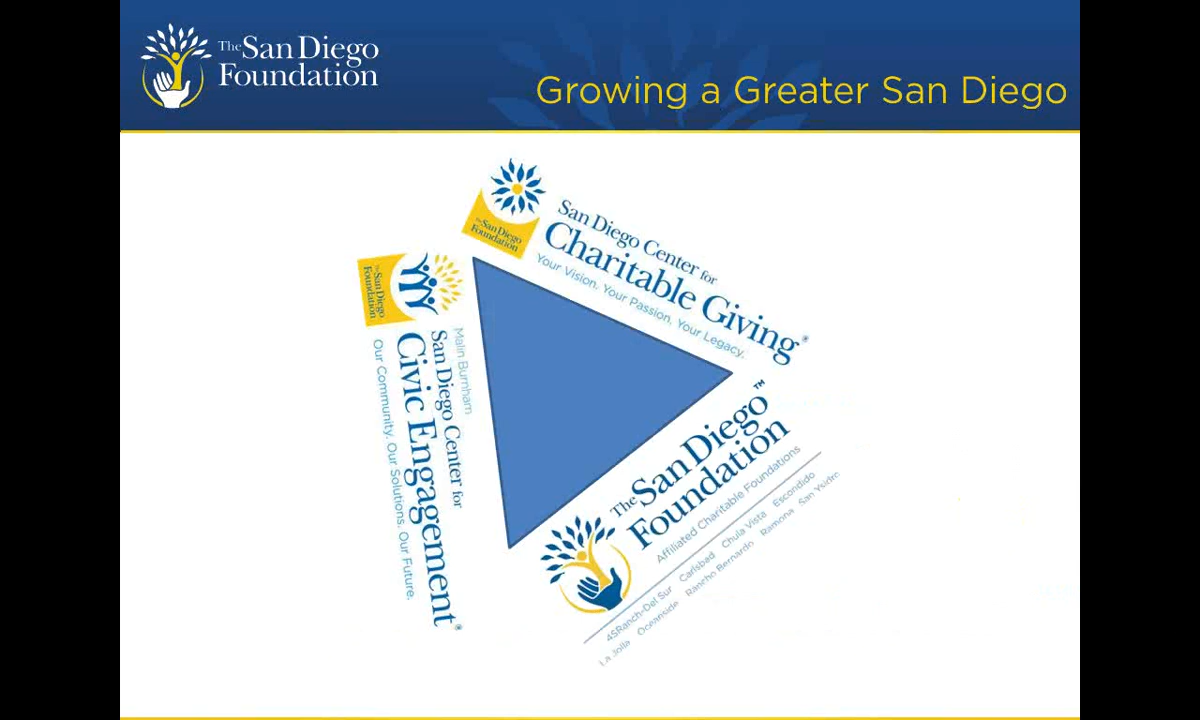 The San Diego
Foundation
Growing a Greater San Diego
The San Diego
Foundation
San Diego Center for
Charitable Giving®
Your Vision. Your Passion. Your Legacy.
The San Diego
Foundation
Malin Burnham
San Diego Center for
Civic Engagement®
Our Community. Our Solutions. Our Future.
The San Diego™
Foundation
Affiliated Charitable Foundations
4SRanch-Del Sur Carlsbad Chula Vista Escondido
La Jolla Oceanside Rancho Bernardo Ramona San Ysidro